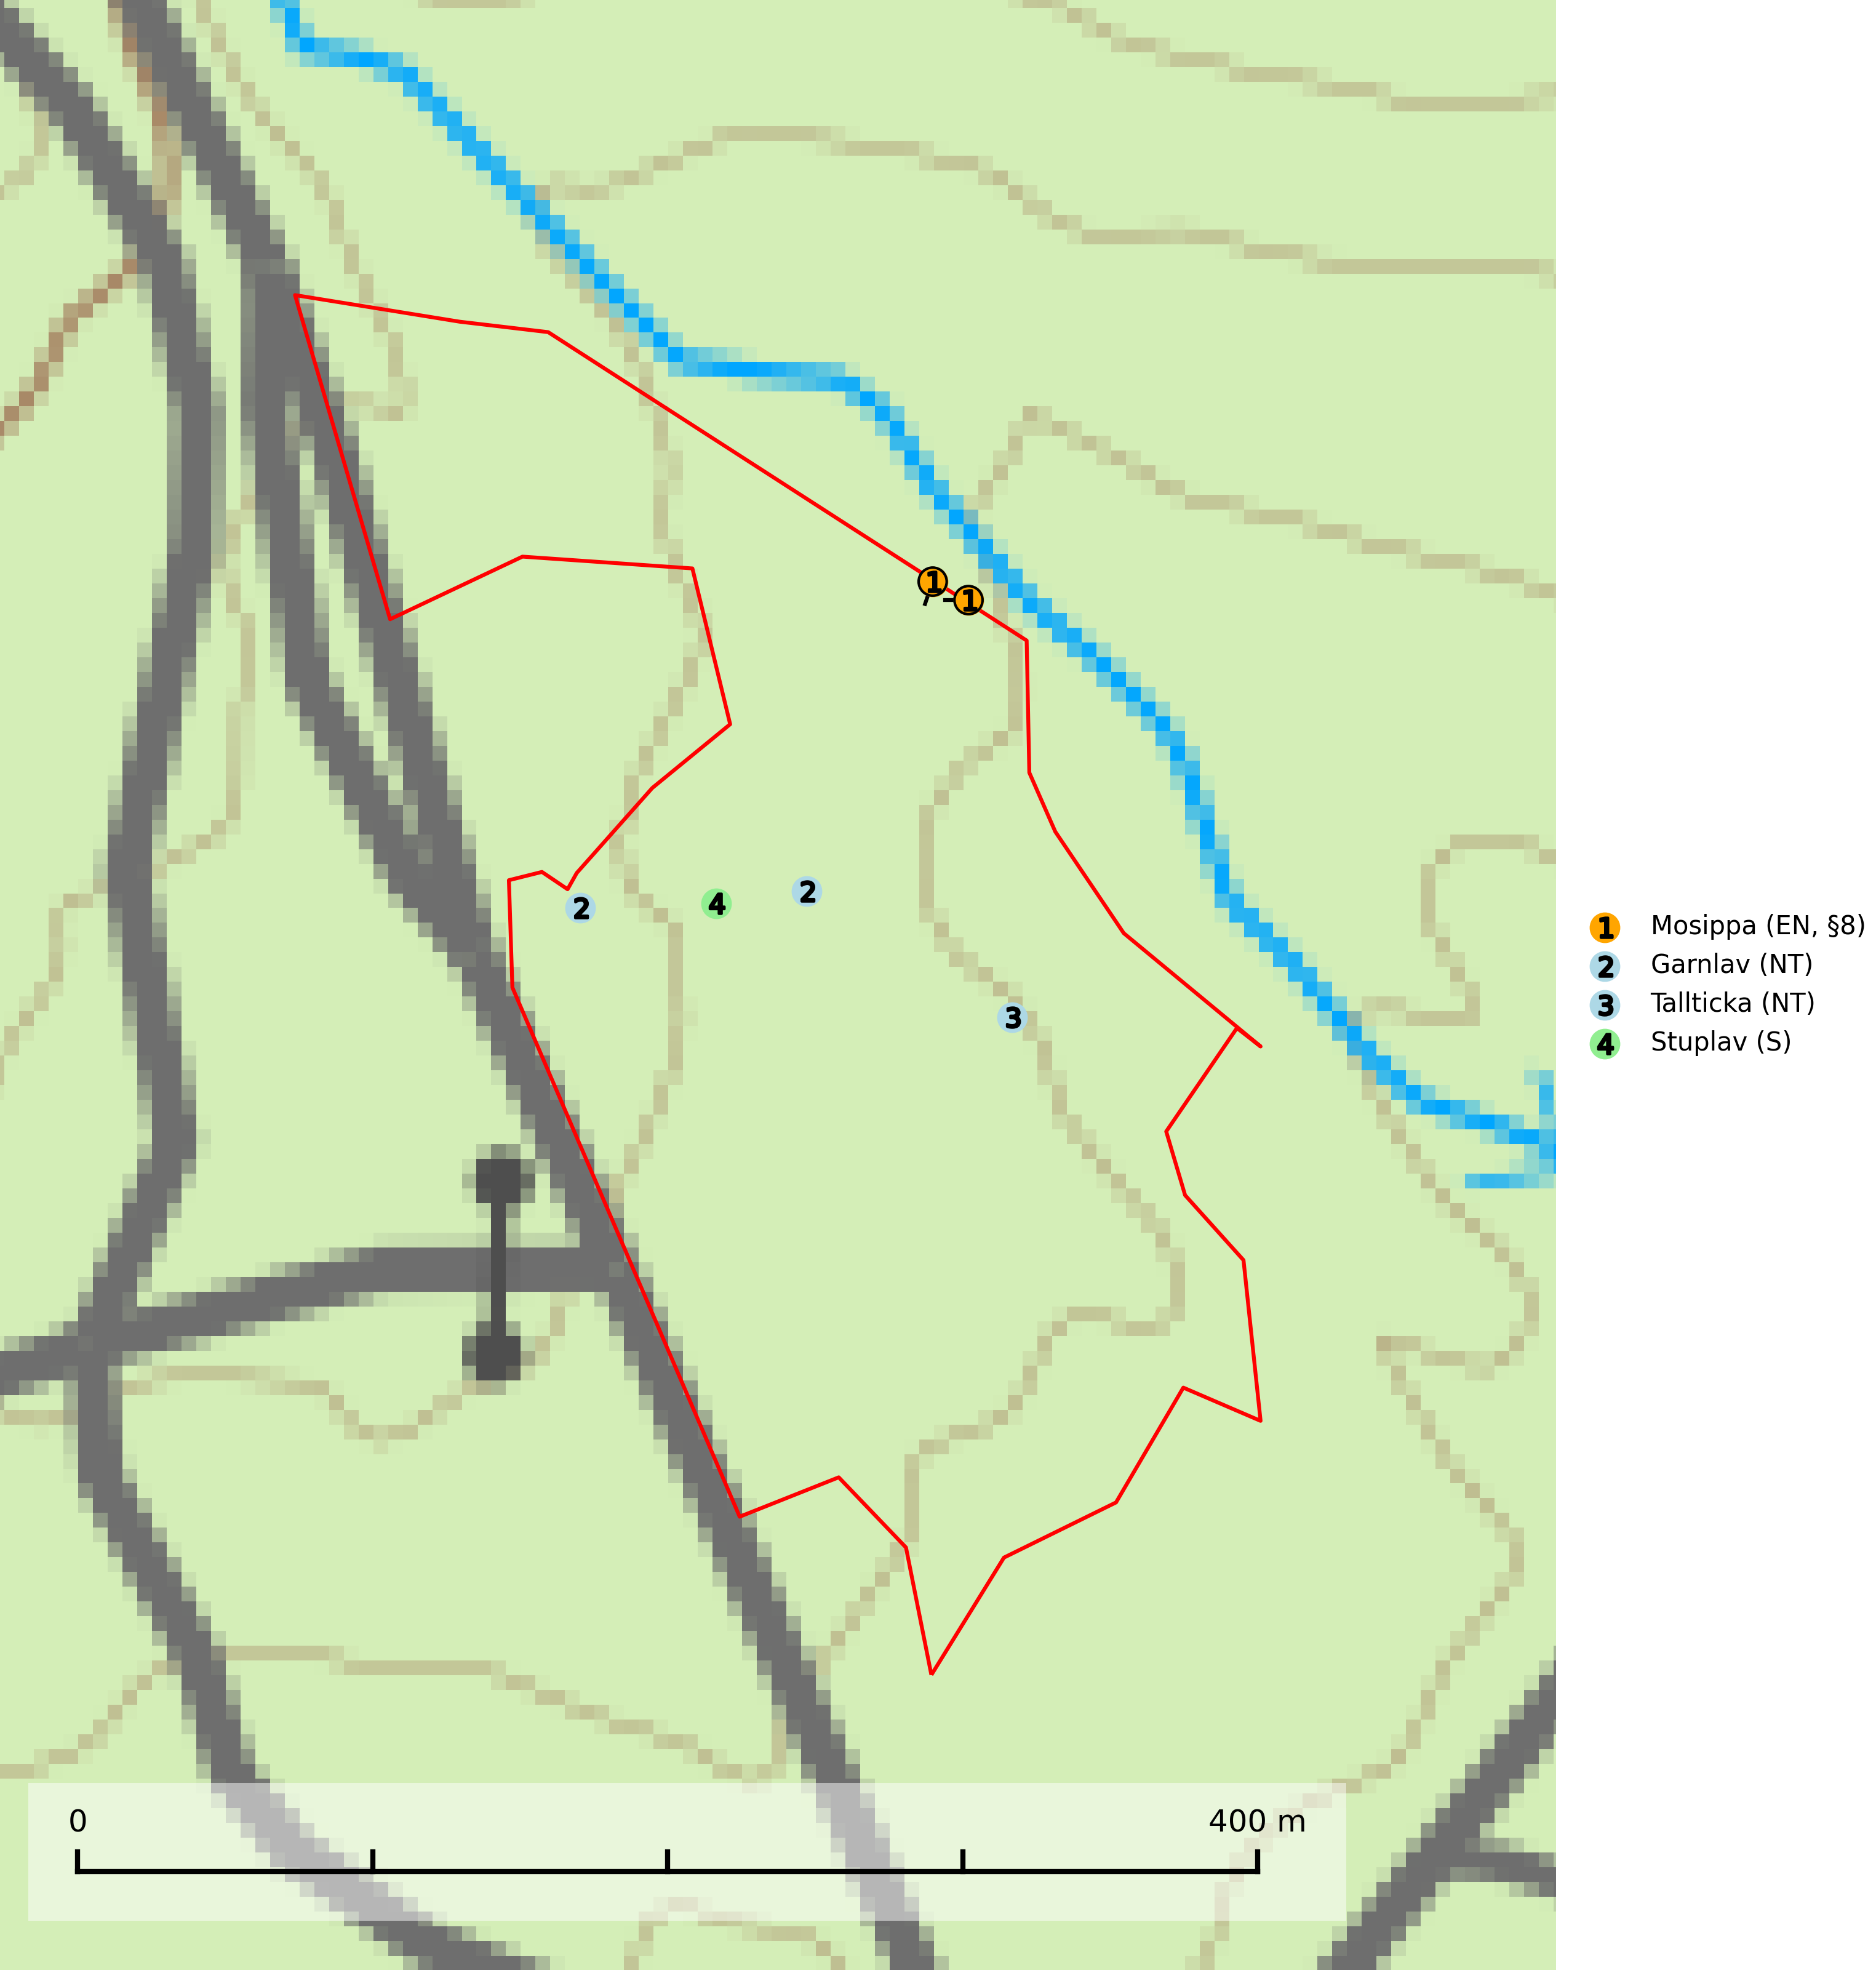 1
1
2
4
2
3
1 Mosippa (EN, §8)
2 Garnlav (NT)
3 Tallticka (NT)
4 Stuplav (S)
0 400 m